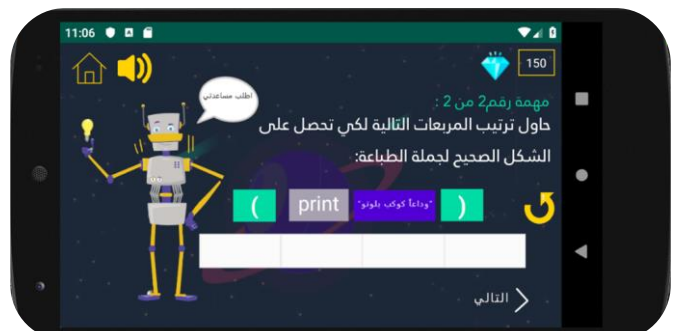 11:06
150
اطلب مساعدتي
مهمة رقم2 من 2 :
حاول ترتيب المربعات التالية لكي تحصل على
الشكل الصحيح لجملة الطباعة:
( print "وداعاً كوكب بلوتو" )
التالي